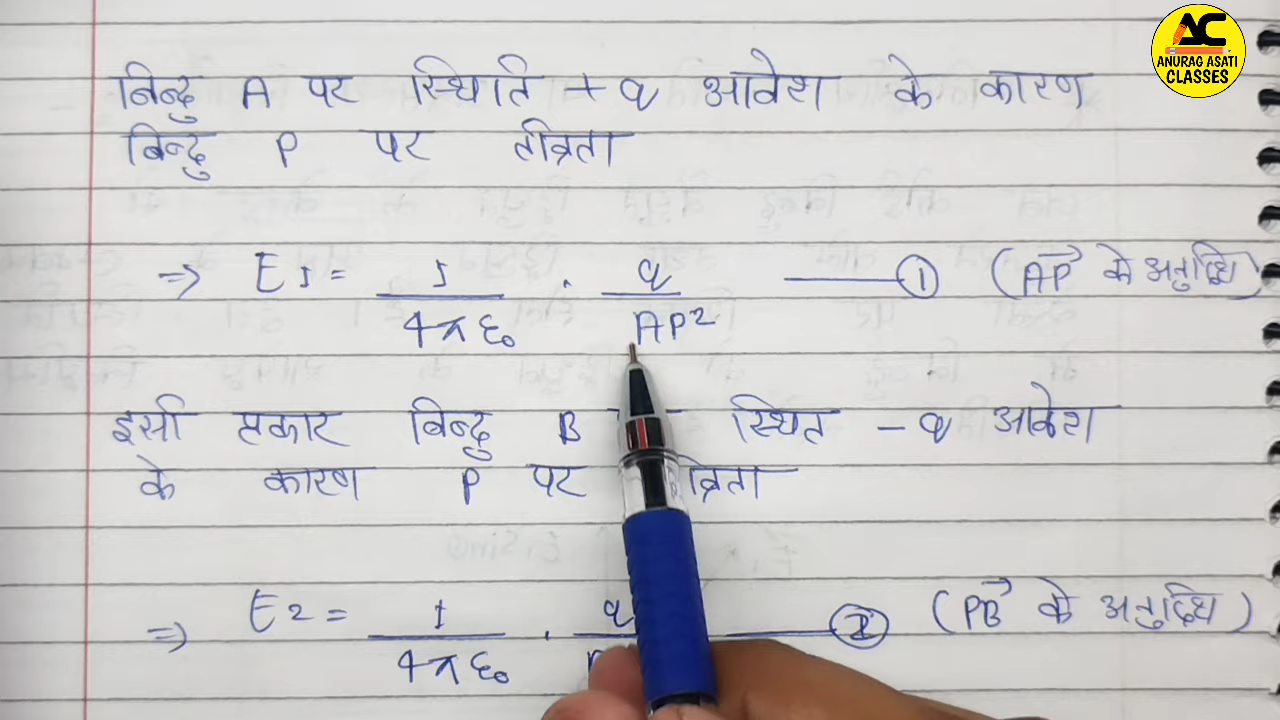 AC
ANURAG ASATI
CLASSES
बिन्दु A पर स्थिति + q आवेश के कारण
बिन्दु P पर तीव्रता
⇒ E1 = 1/4πε₀ · q/AP² —— ① (AP→ के अनुदिश)
इसी प्रकार बिन्दु B स्थित - q आवेश
के कारण P पर
⇒ E2 = 1/4πε₀ · q —— ② (PB→ के अनुदिश)